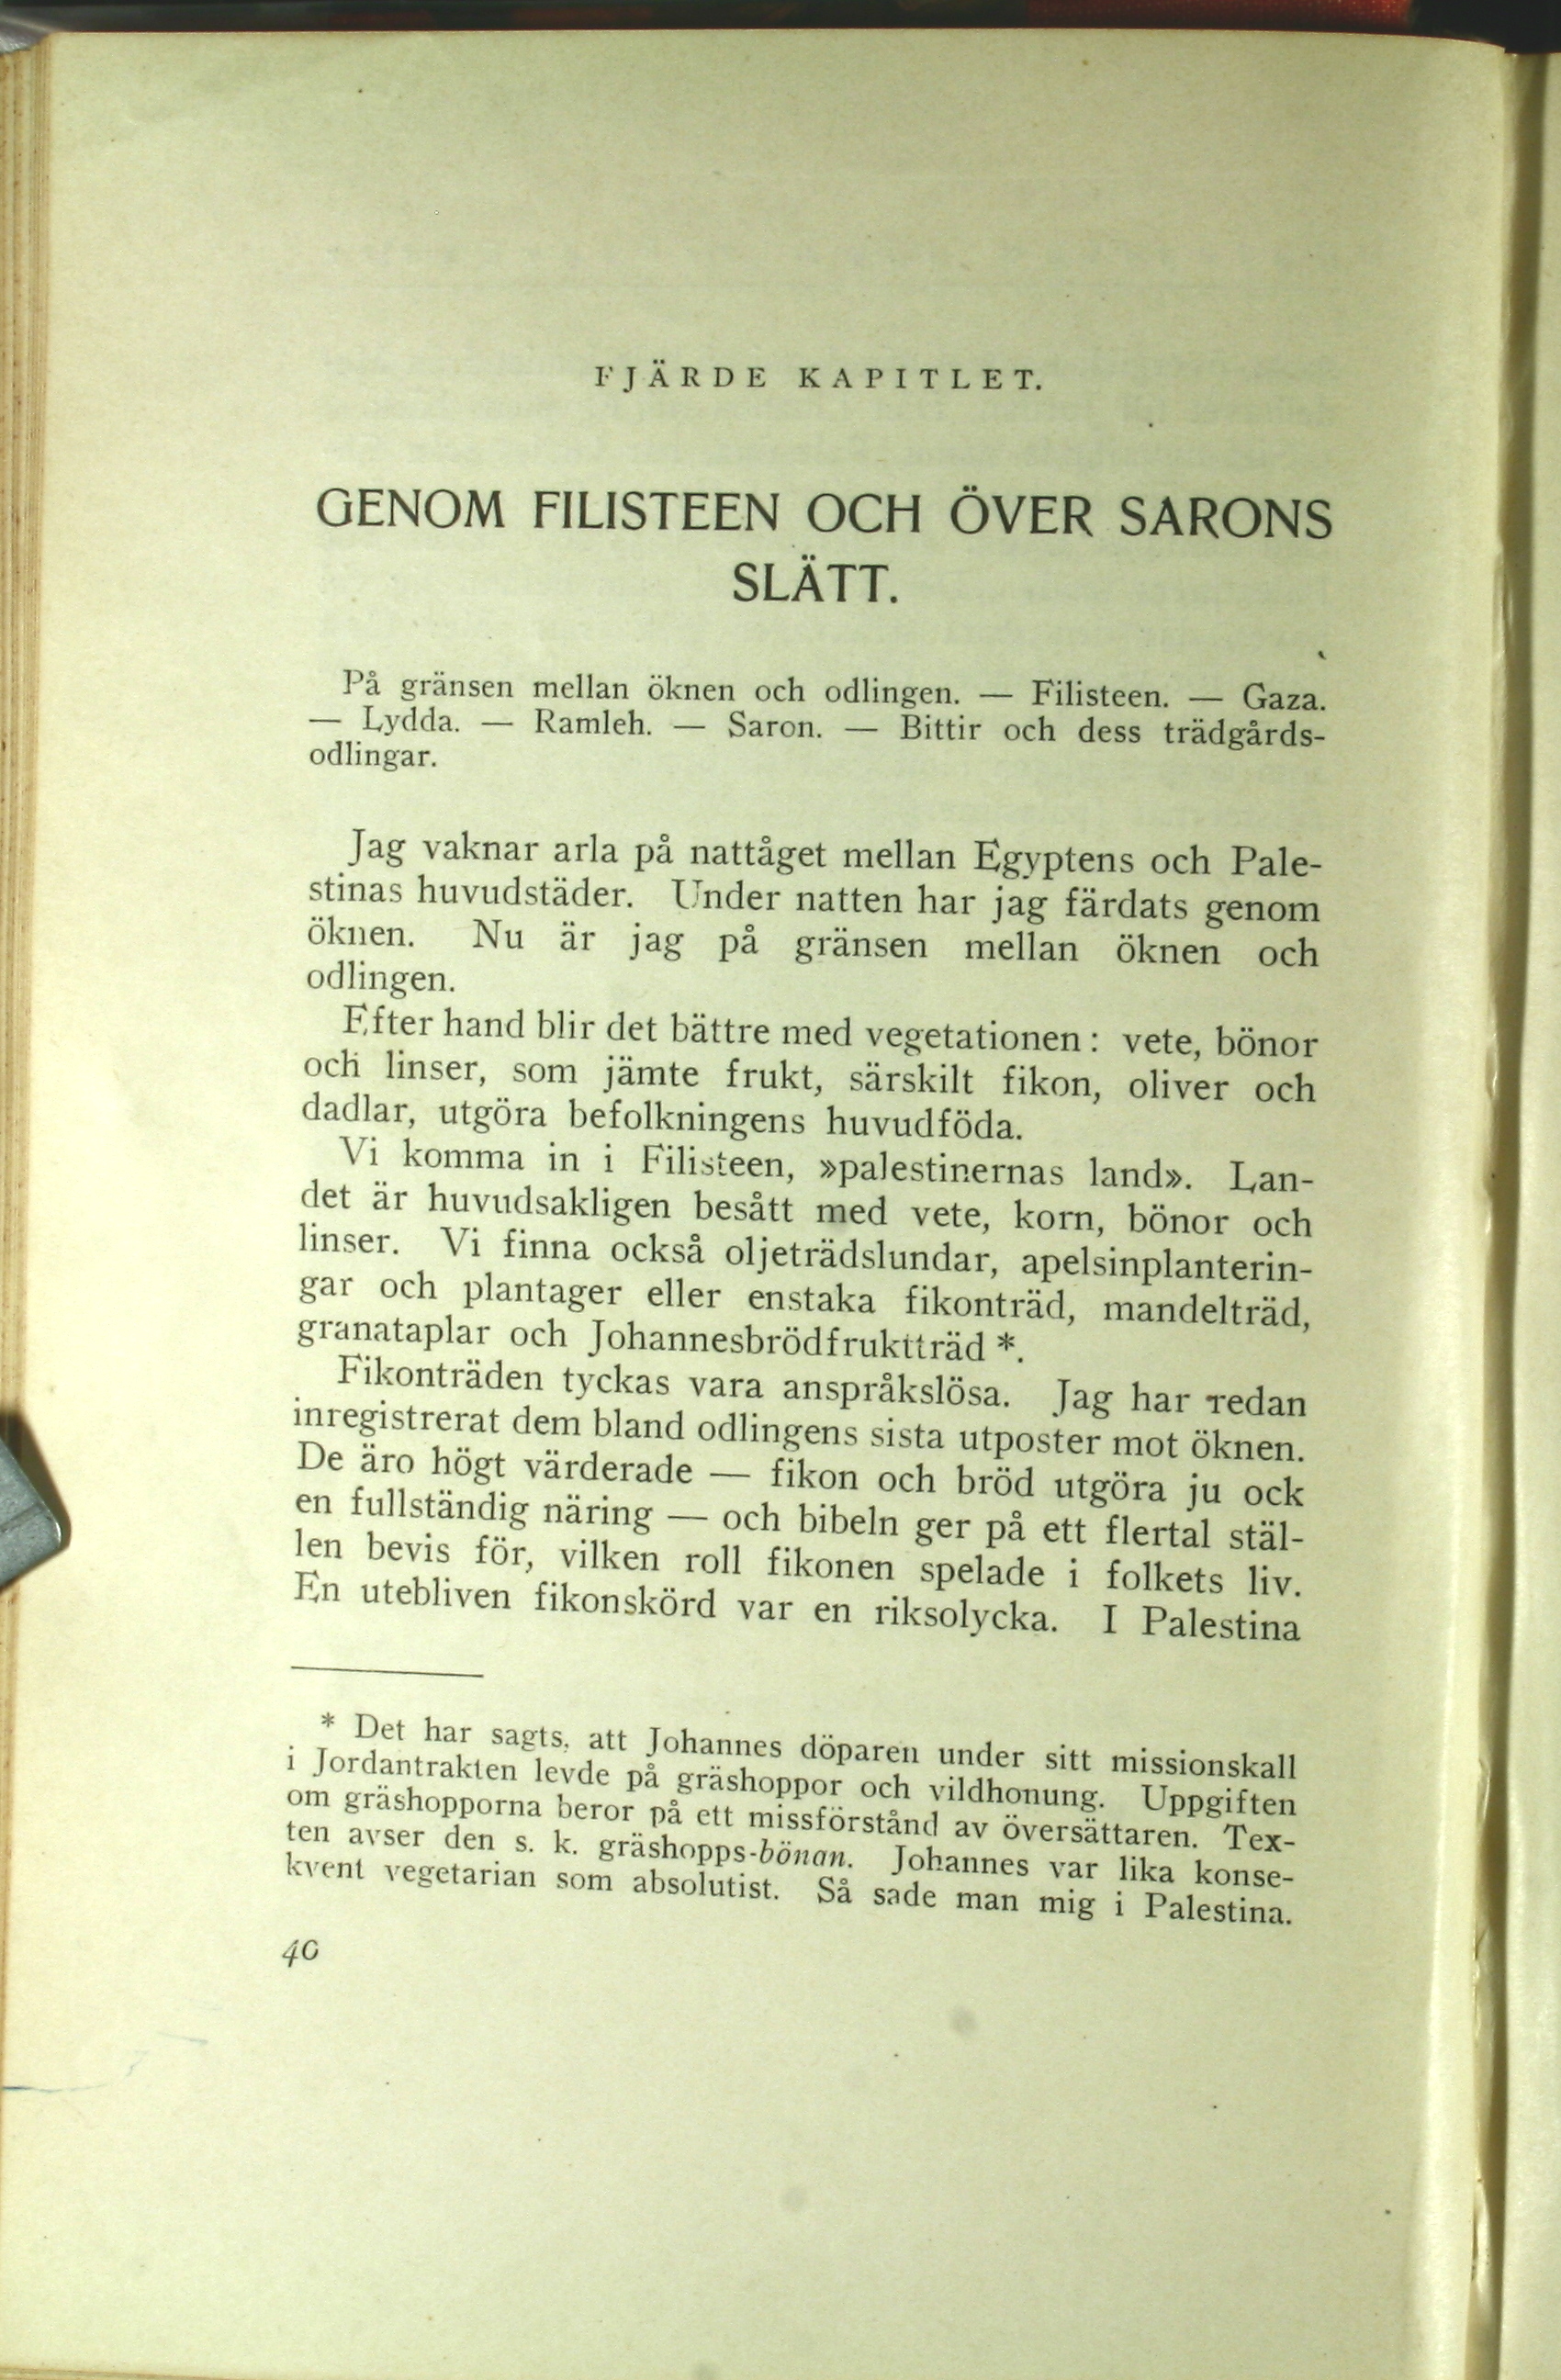 FJÄRDE KAPITLET.
GENOM FILISTEEN OCH ÖVER SARONS
SLÄTT.
På gränsen mellan öknen och odlingen. — Filisteen. — Gaza.
— Lydda. — Ramleh. — Saron. — Bittir och dess trädgårds-
odlingar.
Jag vaknar arla på nattåget mellan Egyptens och Pale-
stinas huvudstäder. Under natten har jag färdats genom
öknen. Nu är jag på gränsen mellan öknen och
odlingen.
Efter hand blir det bättre med vegetationen: vete, bönor
och linser, som jämte frukt, särskilt fikon, oliver och
dadlar, utgöra befolkningens huvudföda.
Vi komma in i Filisteen, »palestinernas land». Lan-
det är huvudsakligen besått med vete, korn, bönor och
linser. Vi finna också oljeträdslundar, apelsinplanterin-
gar och plantager eller enstaka fikonträd, mandelträd,
granataplar och Johannesbrödfruktträd *.
Fikonträden tyckas vara anspråkslösa. Jag har redan
inregistrerat dem bland odlingens sista utposter mot öknen.
De äro högt värderade — fikon och bröd utgöra ju ock
en fullständig näring — och bibeln ger på ett flertal stäl-
len bevis för, vilken roll fikonen spelade i folkets liv.
En utebliven fikonskörd var en riksolycka. I Palestina
* Det har sagts, att Johannes döparen under sitt missionskall
i Jordantrakten levde på gräshoppor och vildhonung. Uppgiften
om gräshopporna beror på ett missförstånd av översättaren. Tex-
ten avser den s. k. gräshopps-bönan. Johannes var lika konse-
kvent vegetarian som absolutist. Så sade man mig i Palestina.
40